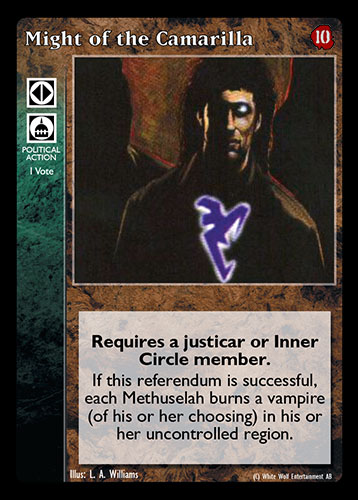 Might of the Camarilla
10
POLITICAL
ACTION
1 Vote
Requires a justicar or Inner
Circle member.
If this referendum is successful,
each Methuselah burns a vampire
(of his or her choosing) in his or
her uncontrolled region.
Illus: L. A. Williams
(C) White Wolf Entertainment AB